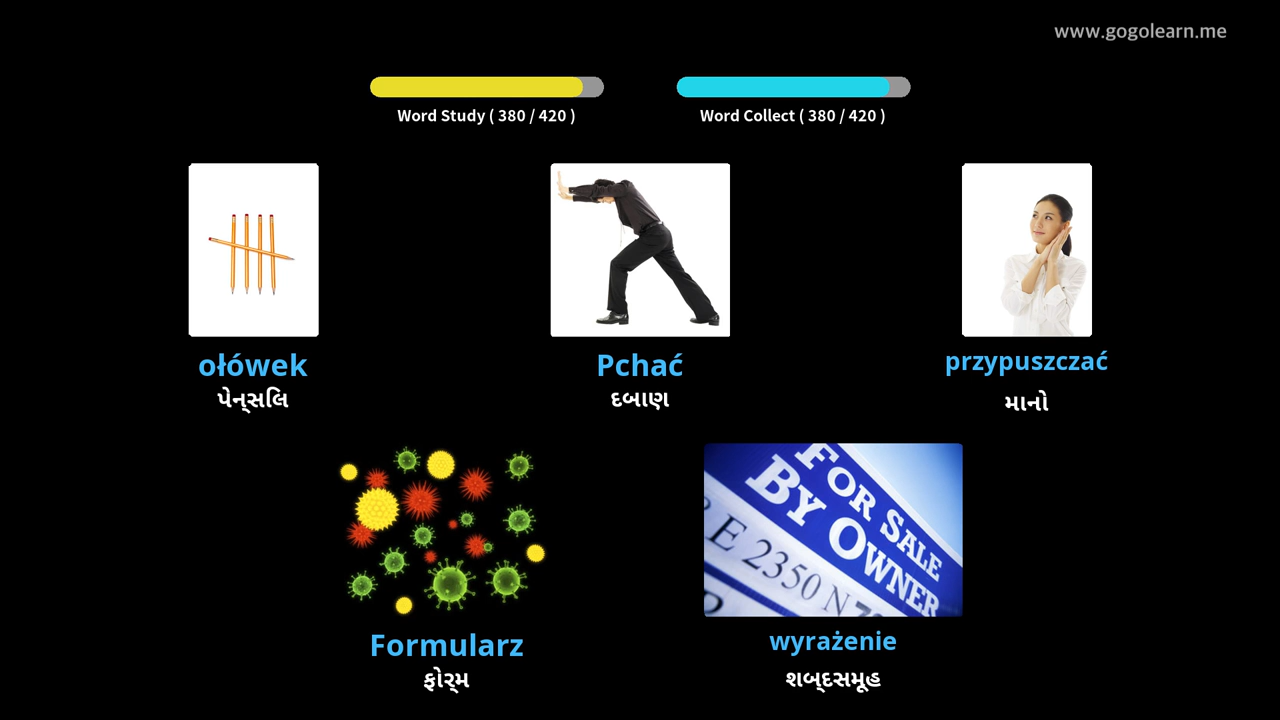 www.gogolearn.me
Word Study ( 380 / 420 )
Word Collect ( 380 / 420 )
ołówek
પેન્સલિ
Pchać
દબાણ
przypuszczać
માનો
FOR SALE
BY OWNER
E 2350 N
Formularz
ફોર્મ
wyrażenie
શબ્દસમૂહ